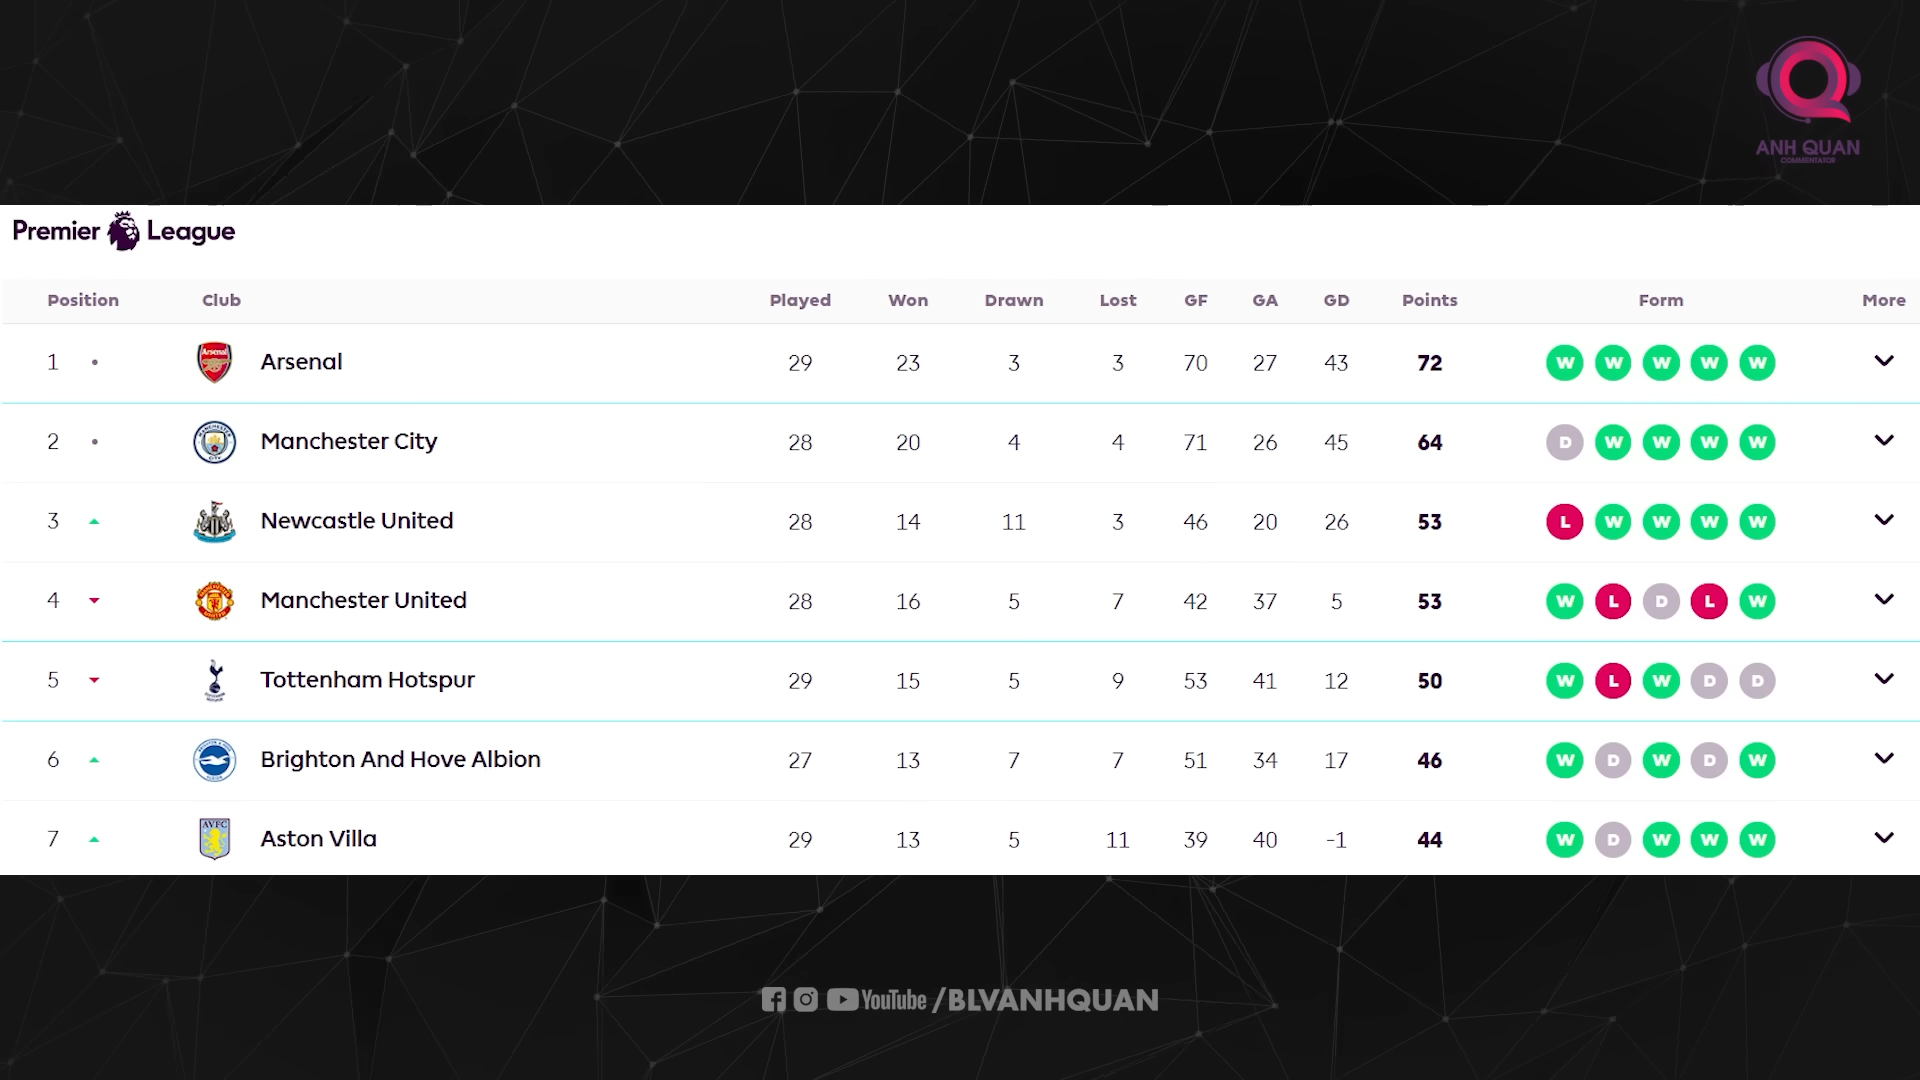 ANH QUAN
COMMENTATOR
Premier League
Position Club Played Won Drawn Lost GF GA GD Points Form More
1 Arsenal 29 23 3 3 70 27 43 72 W W W W W
2 Manchester City 28 20 4 4 71 26 45 64 D W W W W
3 Newcastle United 28 14 11 3 46 20 26 53 L W W W W
4 Manchester United 28 16 5 7 42 37 5 53 W L D L W
5 Tottenham Hotspur 29 15 5 9 53 41 12 50 W L W D D
6 Brighton And Hove Albion 27 13 7 7 51 34 17 46 W D W D W
7 Aston Villa 29 13 5 11 39 40 -1 44 W D W W W
YouTube /BLVANHQUAN